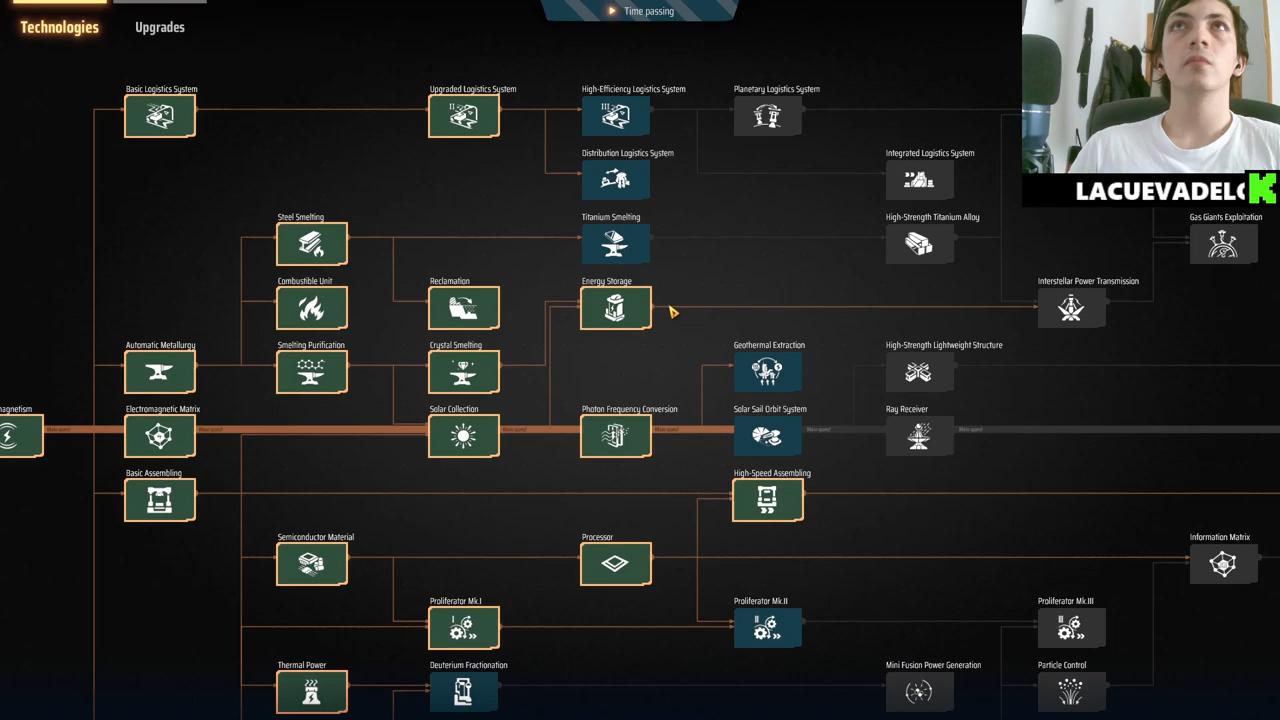 Technologies
Upgrades
Time passing
Basic Logistics System
Upgraded Logistics System
High-Efficiency Logistics System
Planetary Logistics System
Distribution Logistics System
Integrated Logistics System
LACUEVADEL
Steel Smelting
Titanium Smelting
High-Strength Titanium Alloy
Gas Giants Exploitation
Combustible Unit
Reclamation
Energy Storage
Interstellar Power Transmission
Automatic Metallurgy
Smelting Purification
Crystal Smelting
Geothermal Extraction
High-Strength Lightweight Structure
agnetism
Electromagnetic Matrix
Solar Collection
Photon Frequency Conversion
Solar Sail Orbit System
Ray Receiver
Basic Assembling
High-Speed Assembling
Semiconductor Material
Processor
Information Matrix
Proliferator Mk.I
Proliferator Mk.II
Proliferator Mk.III
Thermal Power
Deuterium Fractionation
Mini Fusion Power Generation
Particle Control